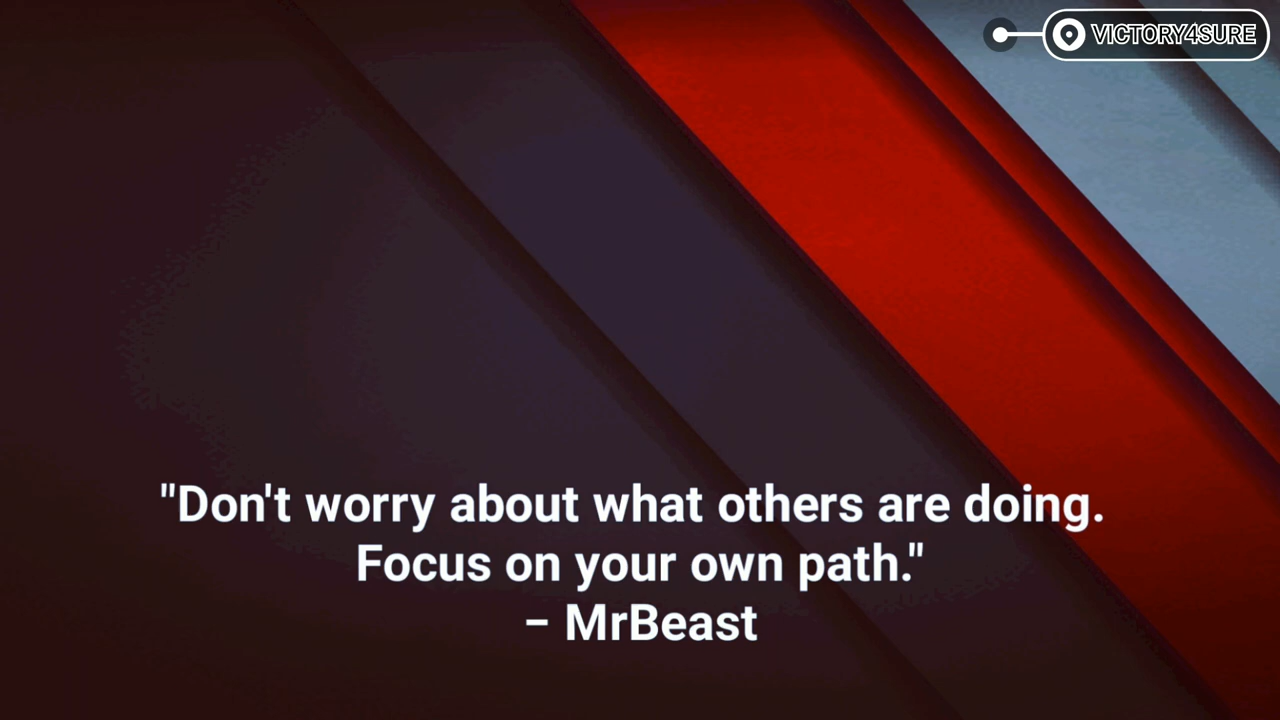 VICTORY4SURE
"Don't worry about what others are doing.
Focus on your own path."
– MrBeast